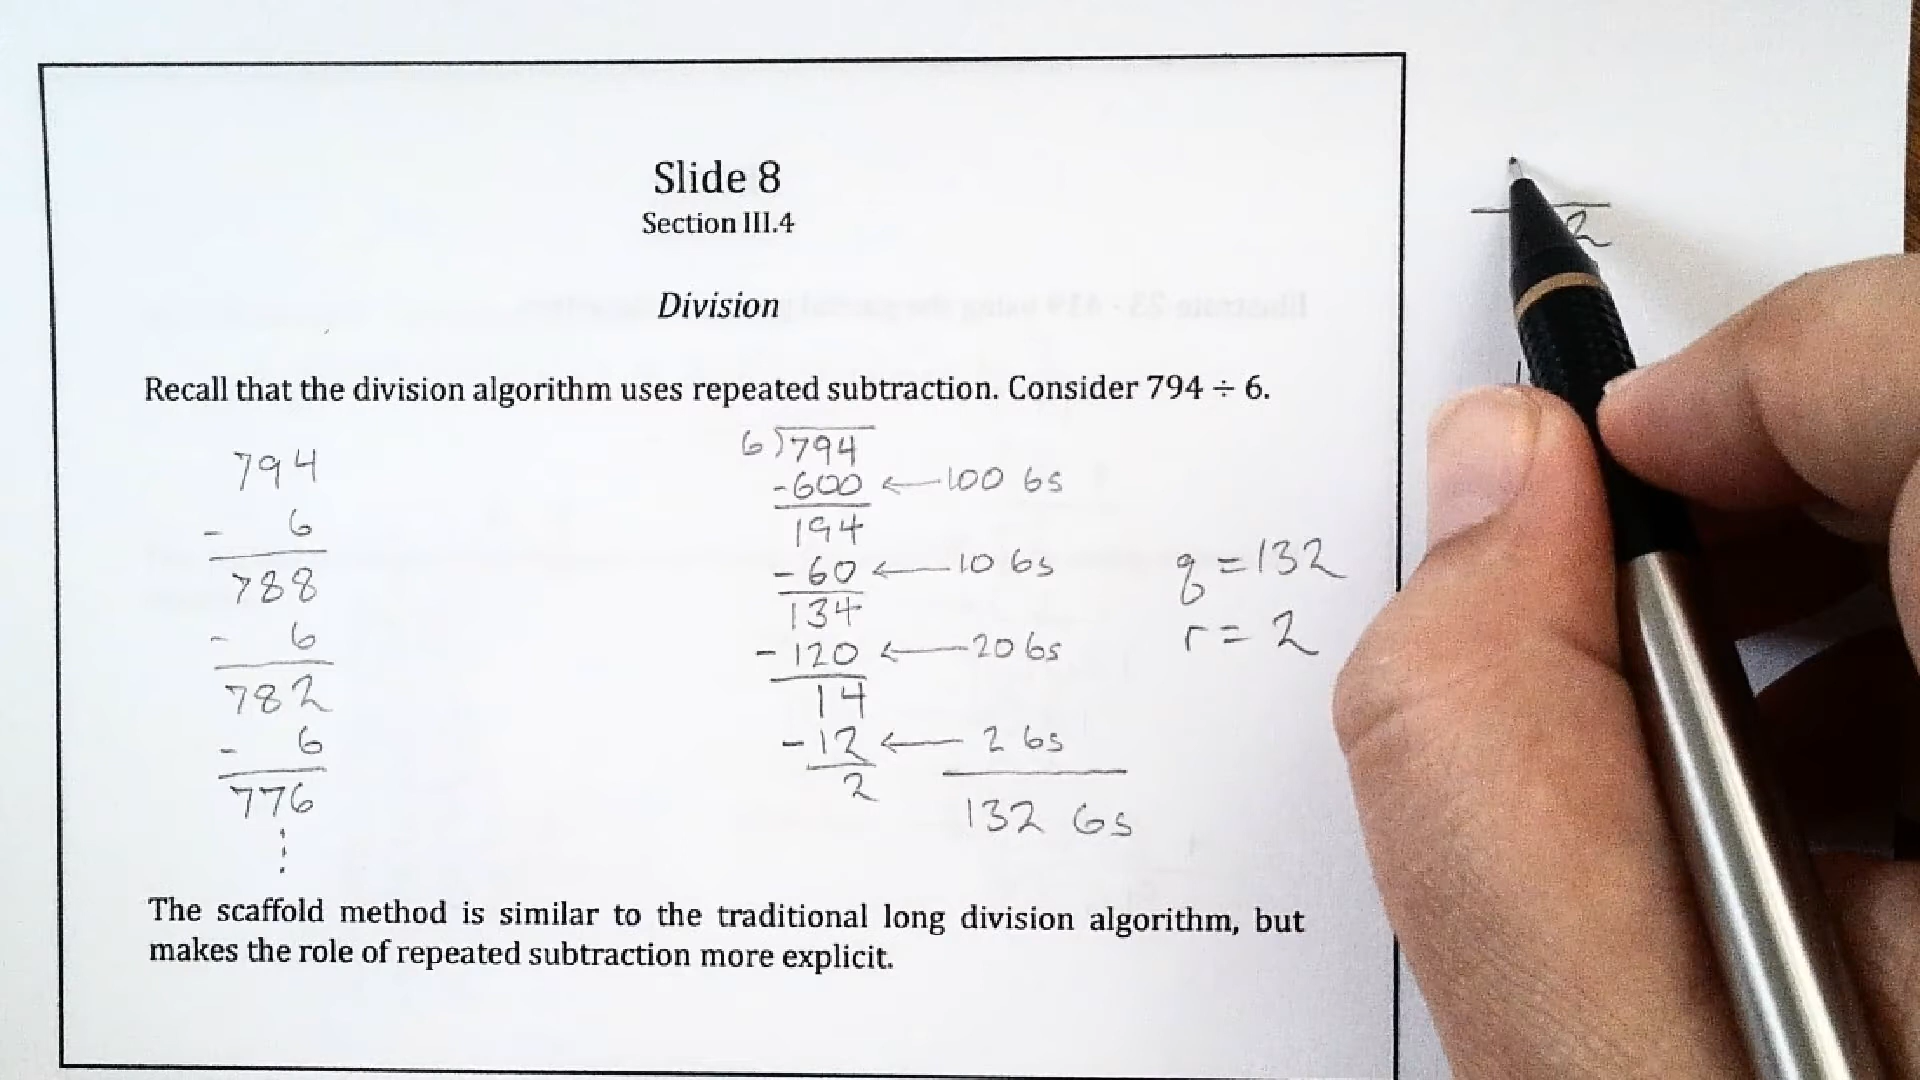 Slide 8
Section III.4
Division
Recall that the division algorithm uses repeated subtraction. Consider 794 ÷ 6.
794
- 6
788
- 6
782
- 6
776
6)794
-600 ← 100 6s
194
-60 ← 10 6s
134
-120 ← 20 6s
14
-12 ← 2 6s
2 132 6s
q = 132
r = 2
2
The scaffold method is similar to the traditional long division algorithm, but
makes the role of repeated subtraction more explicit.